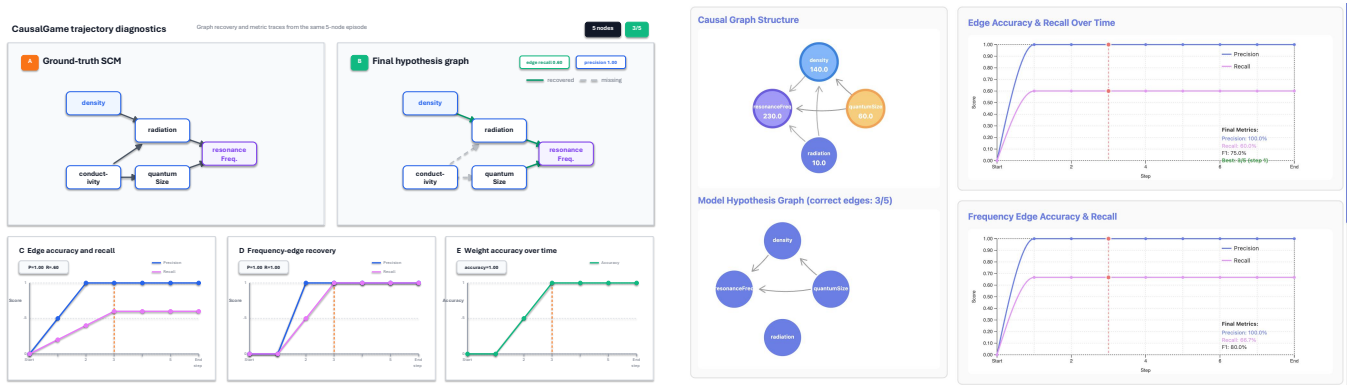 CausalGame trajectory diagnostics
Graph recovery and metric traces from the same 5-node episode
5 nodes
3/5
A Ground-truth SCM
density
radiation
resonance
Freq.
conduct-
ivity
quantum
Size
B Final hypothesis graph
edge recall 0.60
precision 1.00
recovered
missing
density
radiation
resonance
Freq.
conduct-
ivity
quantum
Size
C Edge accuracy and recall
P=1.00 R=.60
Precision
Recall
Score
Start
2
3
5
End
step
D Frequency-edge recovery
P=1.00 R=1.00
Precision
Recall
Score
Start
2
3
5
End
step
E Weight accuracy over time
accuracy=1.00
Accuracy
Accuracy
Start
2
3
5
End
step
Causal Graph Structure
density
140.0
resonanceFreq
230.0
quantumSize
60.0
radiation
10.0
Model Hypothesis Graph (correct edges: 3/5)
density
resonanceFreq
quantumSize
radiation
Edge Accuracy & Recall Over Time
1.00
0.90
0.80
0.70
0.60
0.50
0.40
0.30
0.20
0.10
0.00
Score
Precision
Recall
Final Metrics:
Precision: 100.0%
Recall: 60.0%
F1: 75.0%
Best: 3/5 (step 1)
Start
2
4
6
End
Step
Frequency Edge Accuracy & Recall
1.00
0.90
0.80
0.70
0.60
0.50
0.40
0.30
0.20
0.10
0.00
Score
Precision
Recall
Final Metrics:
Precision: 100.0%
Recall: 66.7%
F1: 80.0%
Start
2
4
6
End
Step